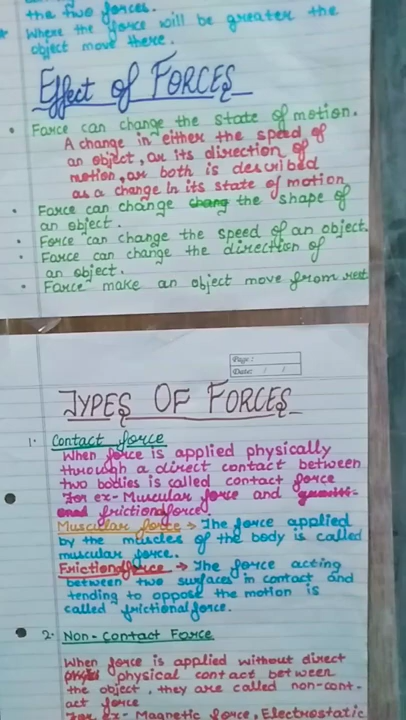 the two forces.
Where the force will be greater the
object move there.
Effect of FORCES
• Force can change the state of motion.
A change in either the speed of
an object, or its direction of
motion, or both is described
as a change in its state of motion
• Force can change chang the shape of
an object.
• Force can change the speed of an object.
• Force can change the direction of
an object.
• Force make an object move from rest
Page:
Date: / /
TYPES OF FORCES
1. Contact force
When force is applied physically
through a direct contact between
two bodies is called contact force
For ex- Muscular force and
frictional force.
Muscular force → The force applied
by the muscles of the body is called
muscular force.
Frictional force → The force acting
between two surfaces in contact and
tending to oppose the motion is
called frictional force.
2. Non-Contact Force
When force is applied without direct
physical contact between
the object, they are called non-cont-
act force
For ex- Magnetic force, Electrostatic